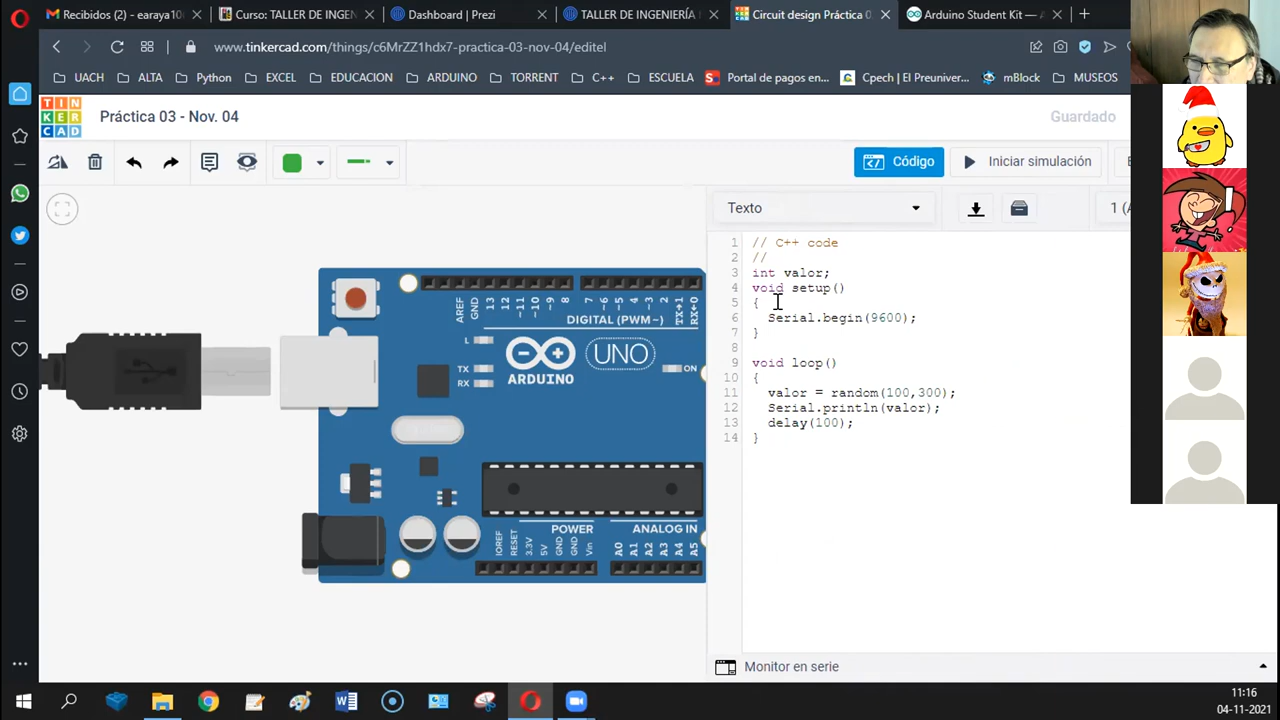 Recibidos (2) - earaya10
Curso: TALLER DE INGEN
Dashboard | Prezi
TALLER DE INGENIERÍA
Circuit design Práctica 0
Arduino Student Kit —
www.tinkercad.com/things/c6MrZZ1hdx7-practica-03-nov-04/editel
UACH
ALTA
Python
EXCEL
EDUCACION
ARDUINO
TORRENT
C++
ESCUELA
Portal de pagos en...
Cpech | El Preuniver...
mBlock
MUSEOS
TIN
KER
CAD
Práctica 03 - Nov. 04
Guardado
Código
Iniciar simulación
Texto
1 (A
1 // C++ code
2 //
3 int valor;
4 void setup()
5 {
6 Serial.begin(9600);
7 }
8
9 void loop()
10 {
11 valor = random(100,300);
12 Serial.println(valor);
13 delay(100);
14 }
AREF
GND
13
12
~11
~10
~9
8
7
~6
~5
4
~3
2
TX→1
RX←0
DIGITAL (PWM~)
L
TX
RX
UNO
ARDUINO
ON
POWER
ANALOG IN
IOREF
RESET
3.3V
5V
GND
GND
Vin
A0
A1
A2
A3
A4
A5
Monitor en serie
11:16
04-11-2021